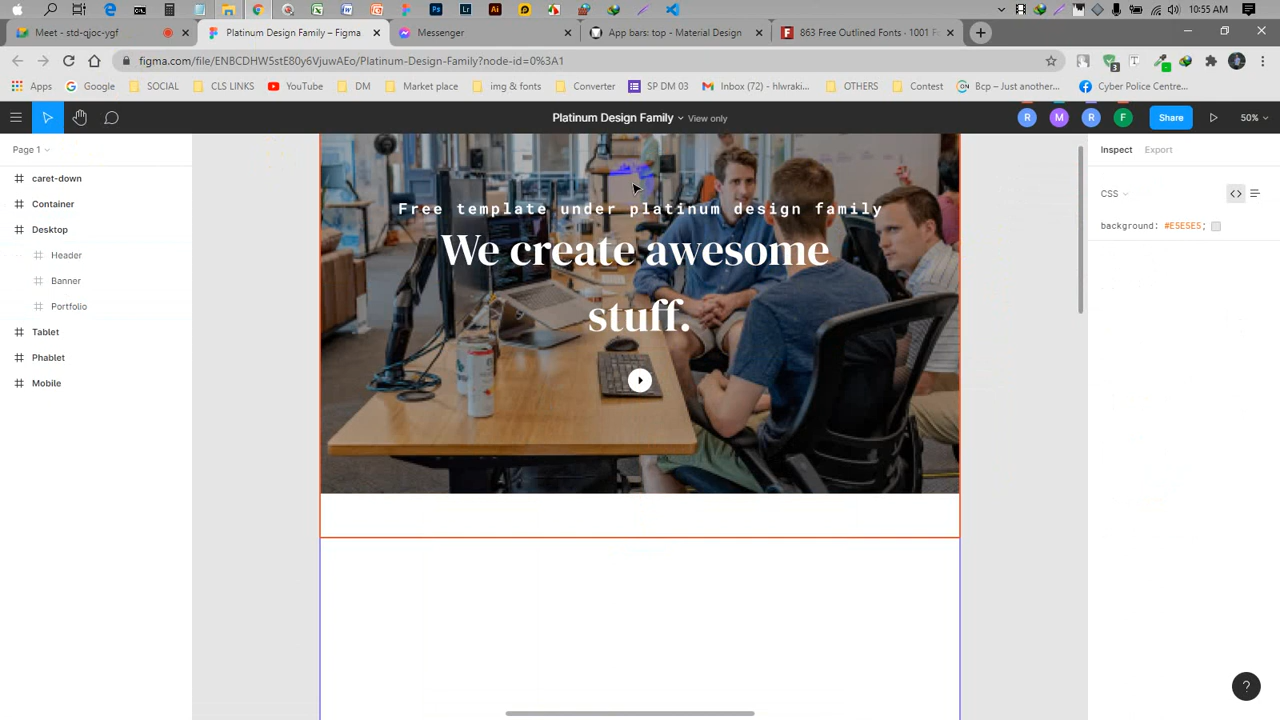 10:55 AM
Meet - std-qjoc-ygf
Platinum Design Family – Figma
Messenger
App bars: top - Material Design
863 Free Outlined Fonts · 1001 F
figma.com/file/ENBCDHW5stE80y6VjuwAEo/Platinum-Design-Family?node-id=0%3A1
Apps
Google
SOCIAL
CLS LINKS
YouTube
DM
Market place
img & fonts
Converter
SP DM 03
Inbox (72) - hlwraki...
OTHERS
Contest
Bcp – Just another...
Cyber Police Centre...
Platinum Design Family
View only
R
M
R
F
Share
50%
Page 1
Inspect
Export
caret-down
Container
Desktop
Header
Banner
Portfolio
Tablet
Phablet
Mobile
CSS
background: #E5E5E5;
Free template under platinum design family
We create awesome
stuff.
?